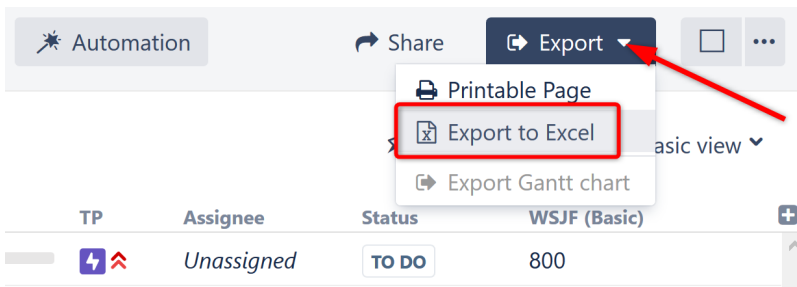 Automation Share Export
Printable Page
Export to Excel
asic view
Export Gantt chart
TP Assignee Status WSJF (Basic)
Unassigned TO DO 800